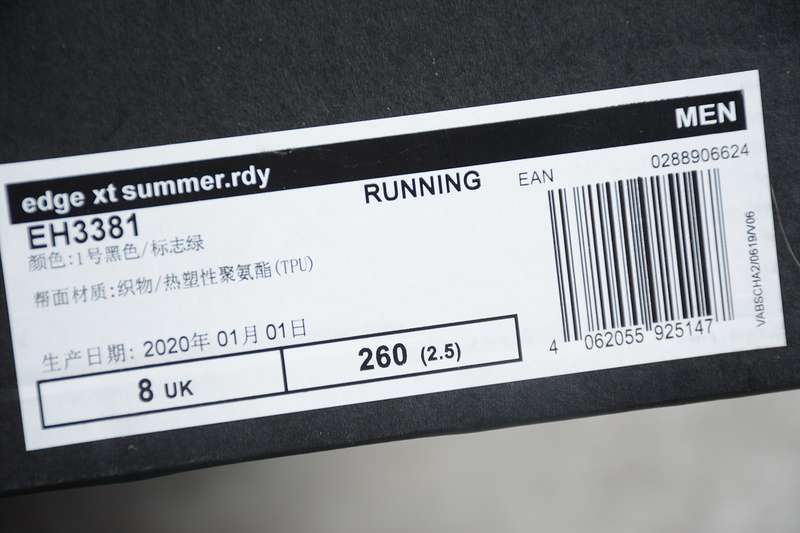 MEN
edge xt summer.rdy
RUNNING
EAN
0288906624
EH3381
颜色:1号黑色/标志绿
帮面材质:织物/热塑性聚氨酯(TPU)
生产日期: 2020年 01月 01日
8 UK
260 (2.5)
4 062055 925147
VABSCHA2/0619/V06